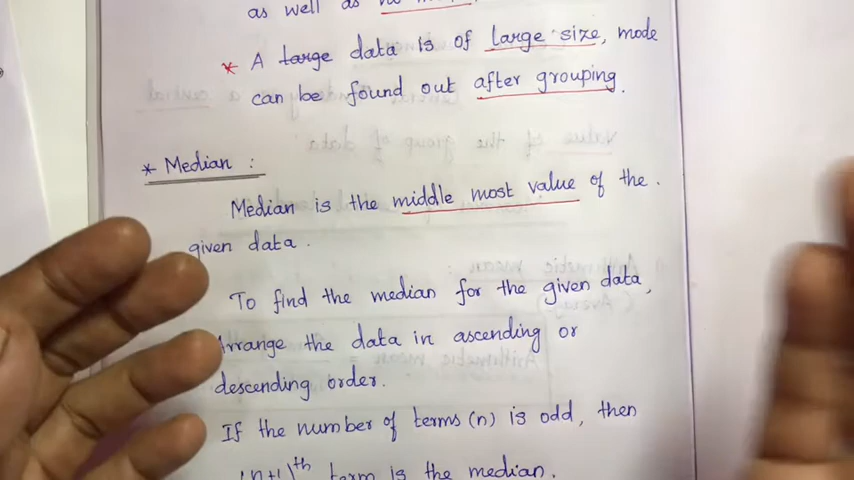 as well as
* A large data is of large size, mode
can be found out after grouping.
* Median :
Median is the middle most value of the
given data.
To find the median for the given data,
Arrange the data in ascending or
descending order.
If the number of terms (n) is odd, then
(n+1)th term is the median.